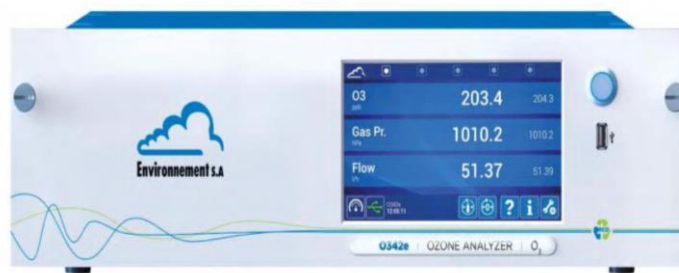 Environnement s.a
O3
203.4
204.3
Gas Pr.
hPa
1010.2
1010.2
Flow
51.37
51.39
?
i
O342e | OZONE ANALYZER | O3